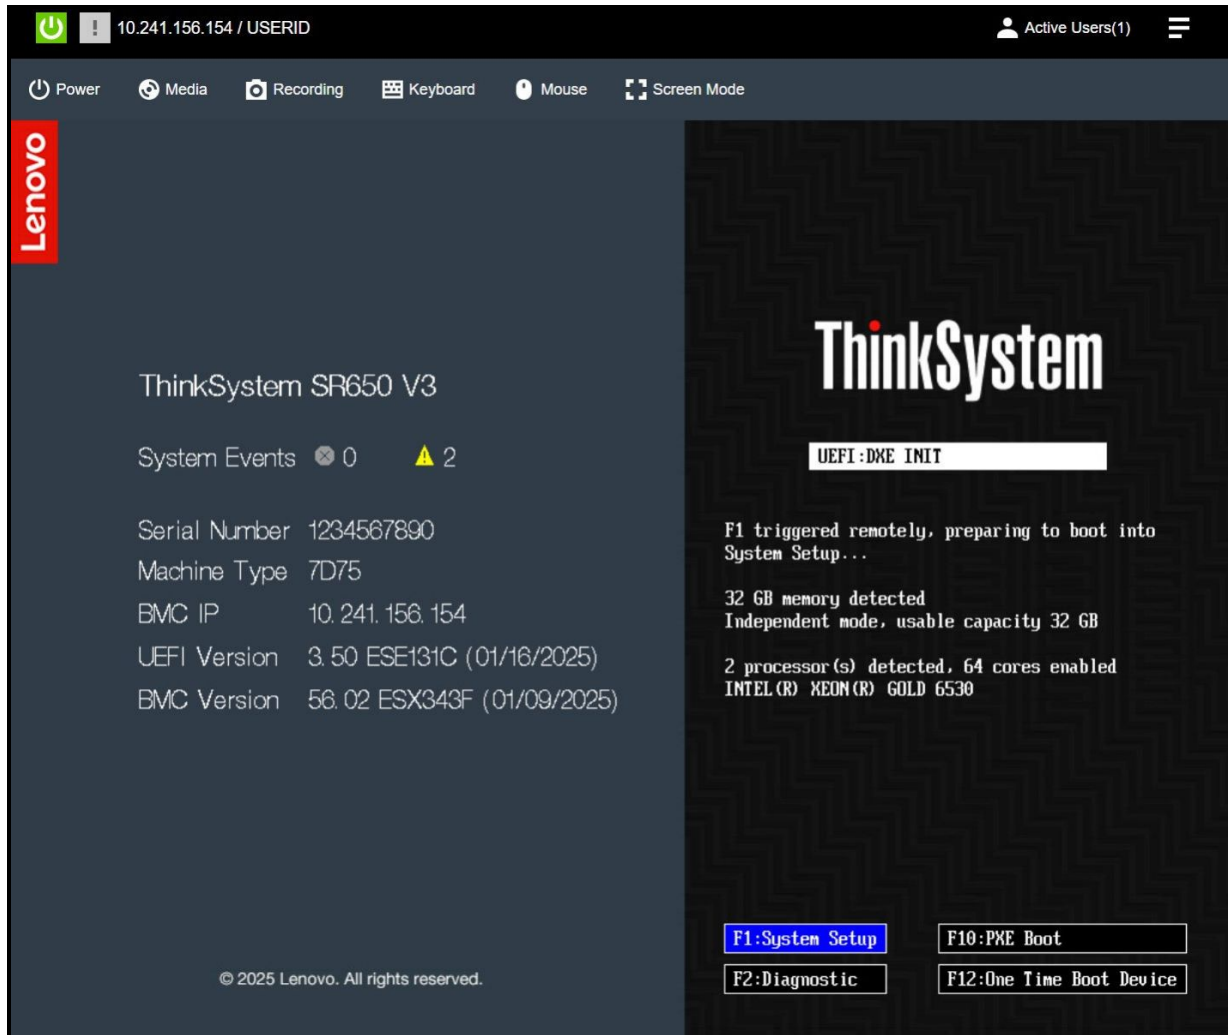 10.241.156.154 / USERID
Active Users(1)
Power
Media
Recording
Keyboard
Mouse
Screen Mode
Lenovo
ThinkSystem SR650 V3
System Events 0 2
Serial Number 1234567890
Machine Type 7D75
BMC IP 10. 241. 156. 154
UEFI Version 3. 50 ESE131C (01/16/2025)
BMC Version 56. 02 ESX343F (01/09/2025)
© 2025 Lenovo. All rights reserved.
ThinkSystem
UEFI:DXE INIT
F1 triggered remotely, preparing to boot into
System Setup...
32 GB memory detected
Independent mode, usable capacity 32 GB
2 processor(s) detected, 64 cores enabled
INTEL(R) XEON(R) GOLD 6530
F1:System Setup
F10:PXE Boot
F2:Diagnostic
F12:One Time Boot Device